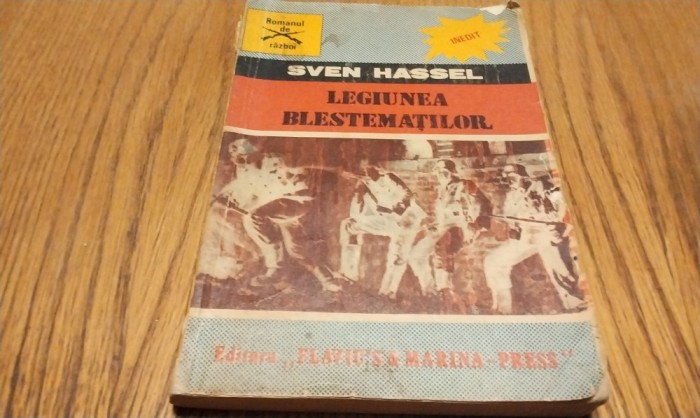 Romanul
de
război
INEDIT
SVEN HASSEL
LEGIUNEA
BLESTEMAȚILOR
Editura „FLAVIU'S & MARINA - PRESS"